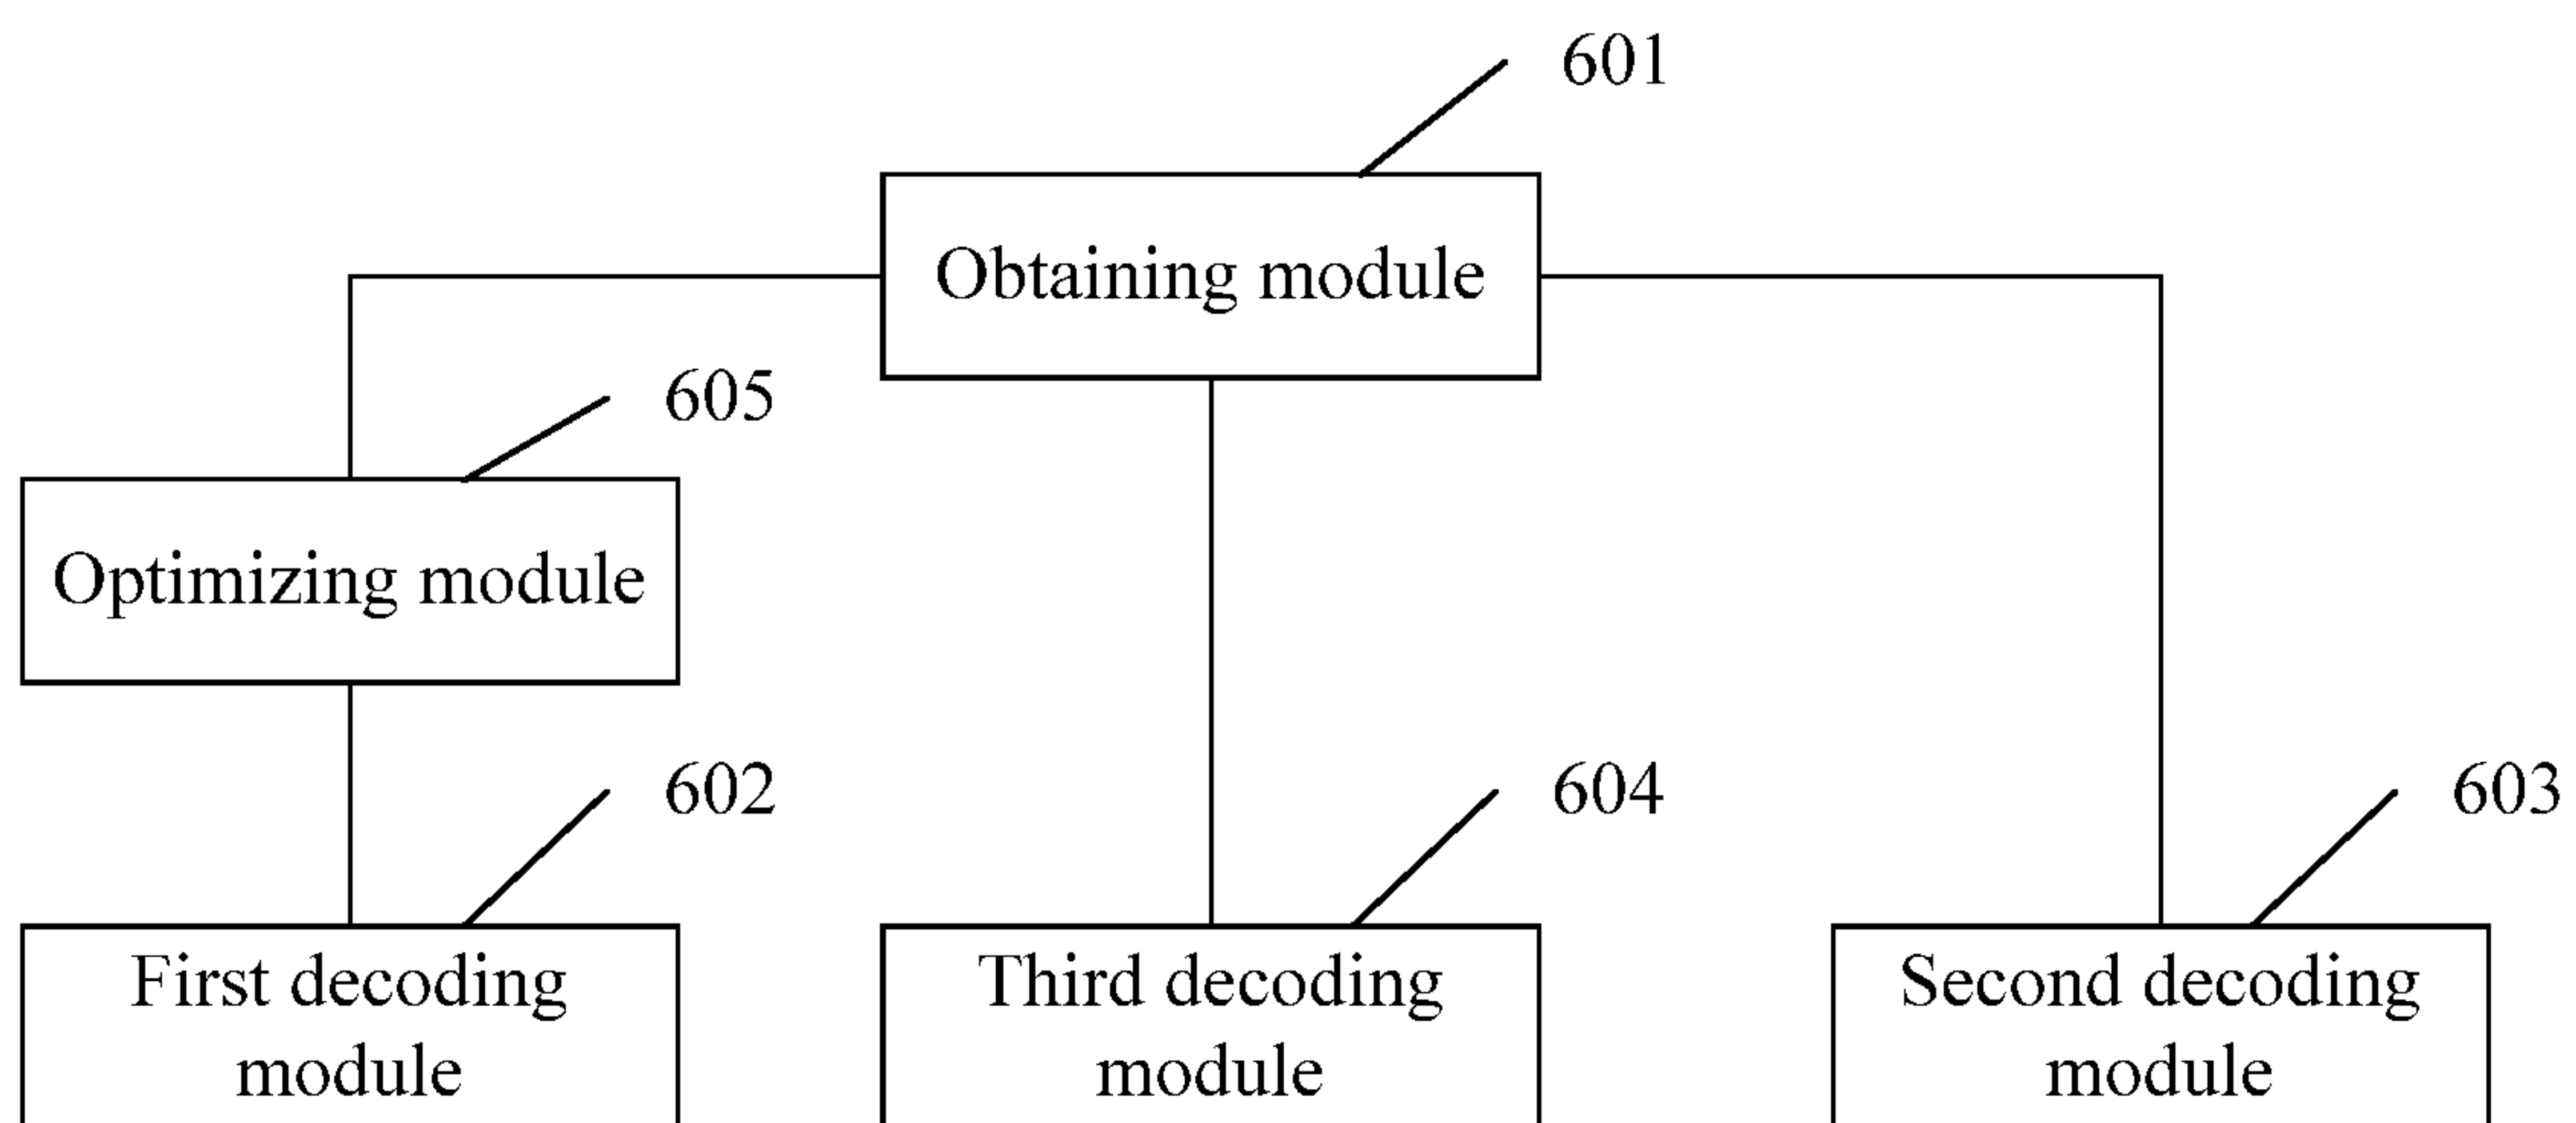 601
Obtaining module
605
Optimizing module
602
604
603
First decoding
module
Third decoding
module
Second decoding
module